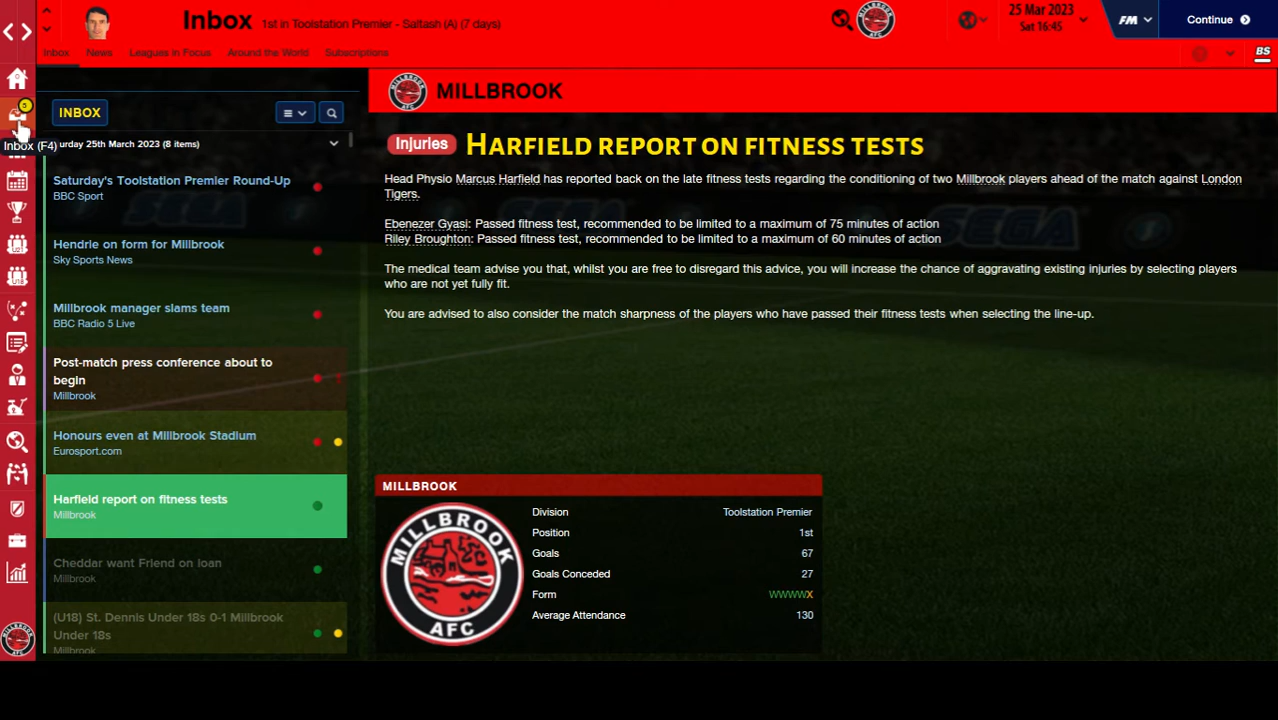 Inbox
1st in Toolstation Premier - Saltash (A) (7 days)
25 Mar 2023
Sat 16:45
FM
Continue
Inbox
News
Leagues in Focus
Around the World
Subscriptions
BS
MILLBROOK
INBOX
5
Inbox (F4)
urday 25th March 2023 (8 items)
Saturday's Toolstation Premier Round-Up
BBC Sport
Hendrie on form for Millbrook
Sky Sports News
Millbrook manager slams team
BBC Radio 5 Live
Post-match press conference about to
begin
Millbrook
Honours even at Millbrook Stadium
Eurosport.com
Harfield report on fitness tests
Millbrook
Cheddar want Friend on loan
Millbrook
(U18) St. Dennis Under 18s 0-1 Millbrook
Under 18s
Millbrook
Injuries
HARFIELD REPORT ON FITNESS TESTS
Head Physio Marcus Harfield has reported back on the late fitness tests regarding the conditioning of two Millbrook players ahead of the match against London
Tigers.
Ebenezer Gyasi: Passed fitness test, recommended to be limited to a maximum of 75 minutes of action
Riley Broughton: Passed fitness test, recommended to be limited to a maximum of 60 minutes of action
The medical team advise you that, whilst you are free to disregard this advice, you will increase the chance of aggravating existing injuries by selecting players
who are not yet fully fit.
You are advised to also consider the match sharpness of the players who have passed their fitness tests when selecting the line-up.
SEGA
SEGA
MILLBROOK
MILLBROOK
AFC
Division Toolstation Premier
Position 1st
Goals 67
Goals Conceded 27
Form WWWWX
Average Attendance 130